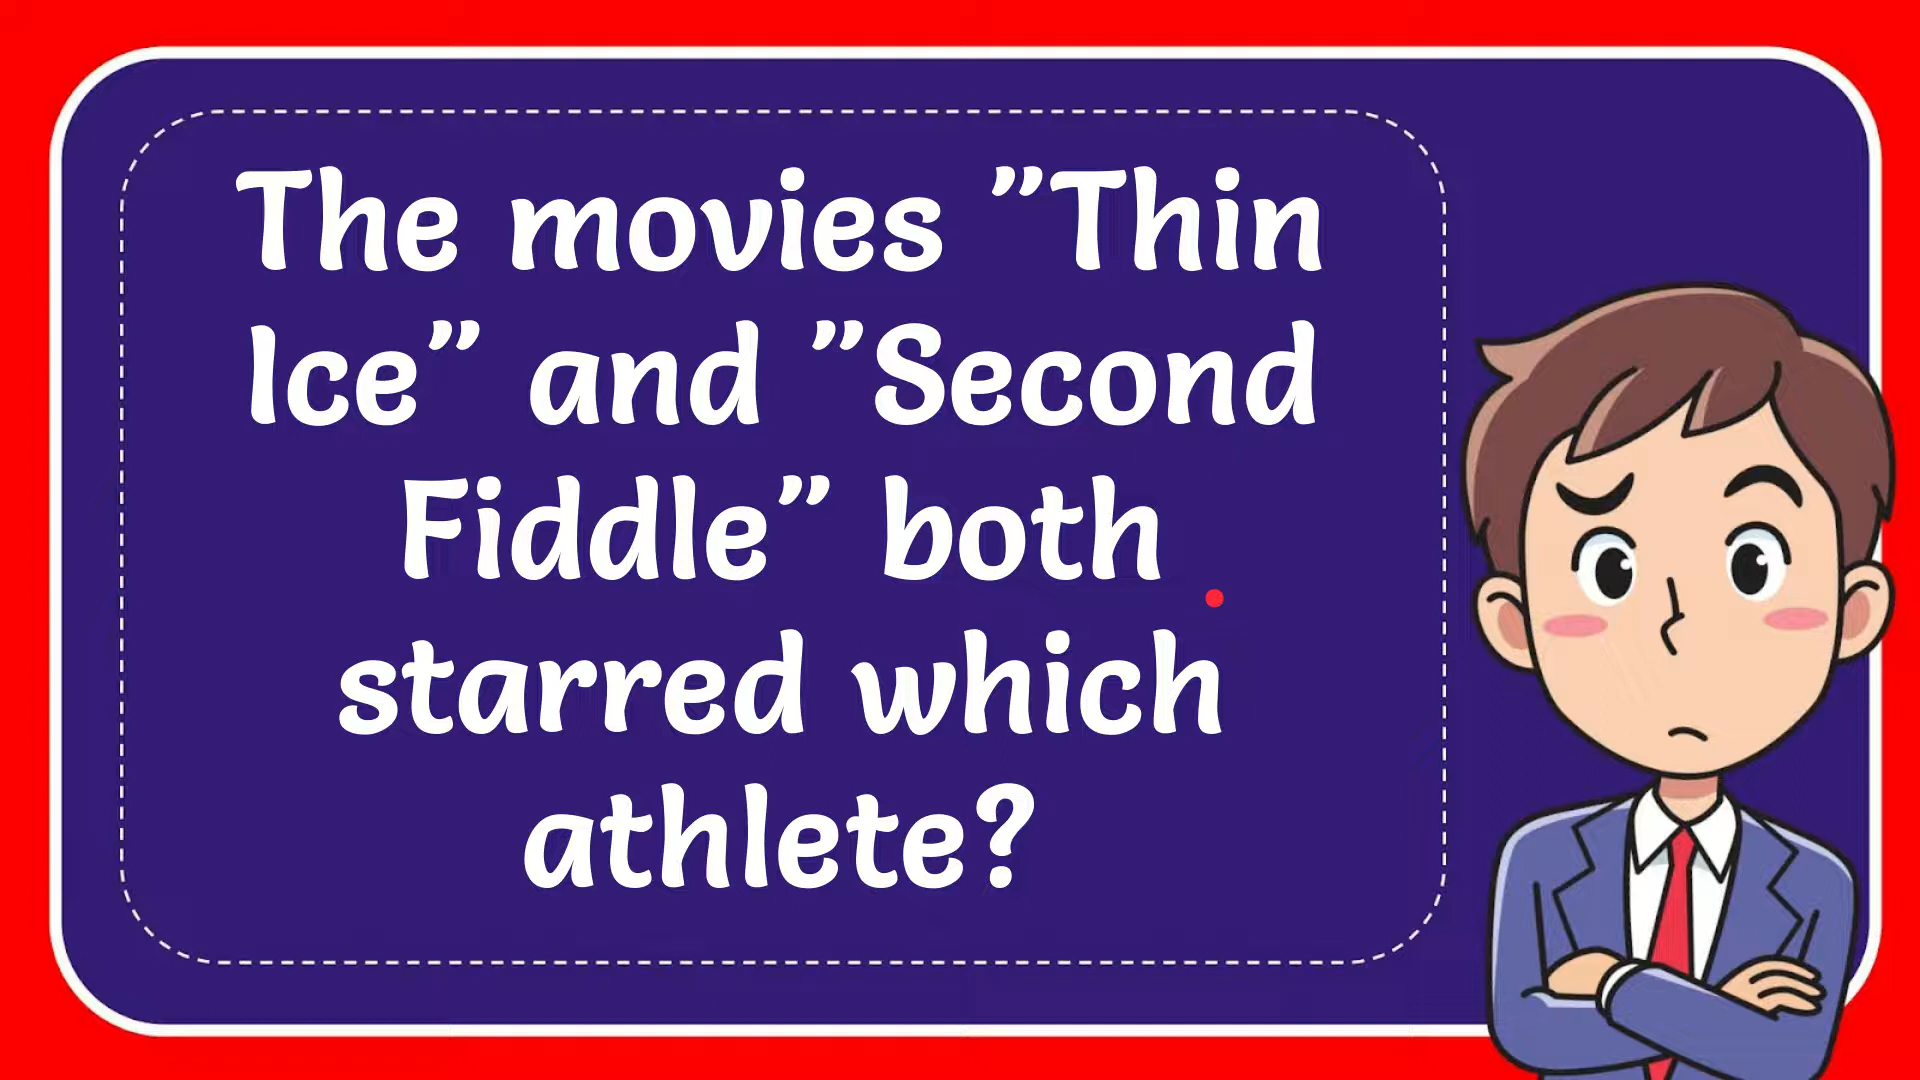 The movies "Thin
Ice" and "Second
Fiddle" both
starred which
athlete?